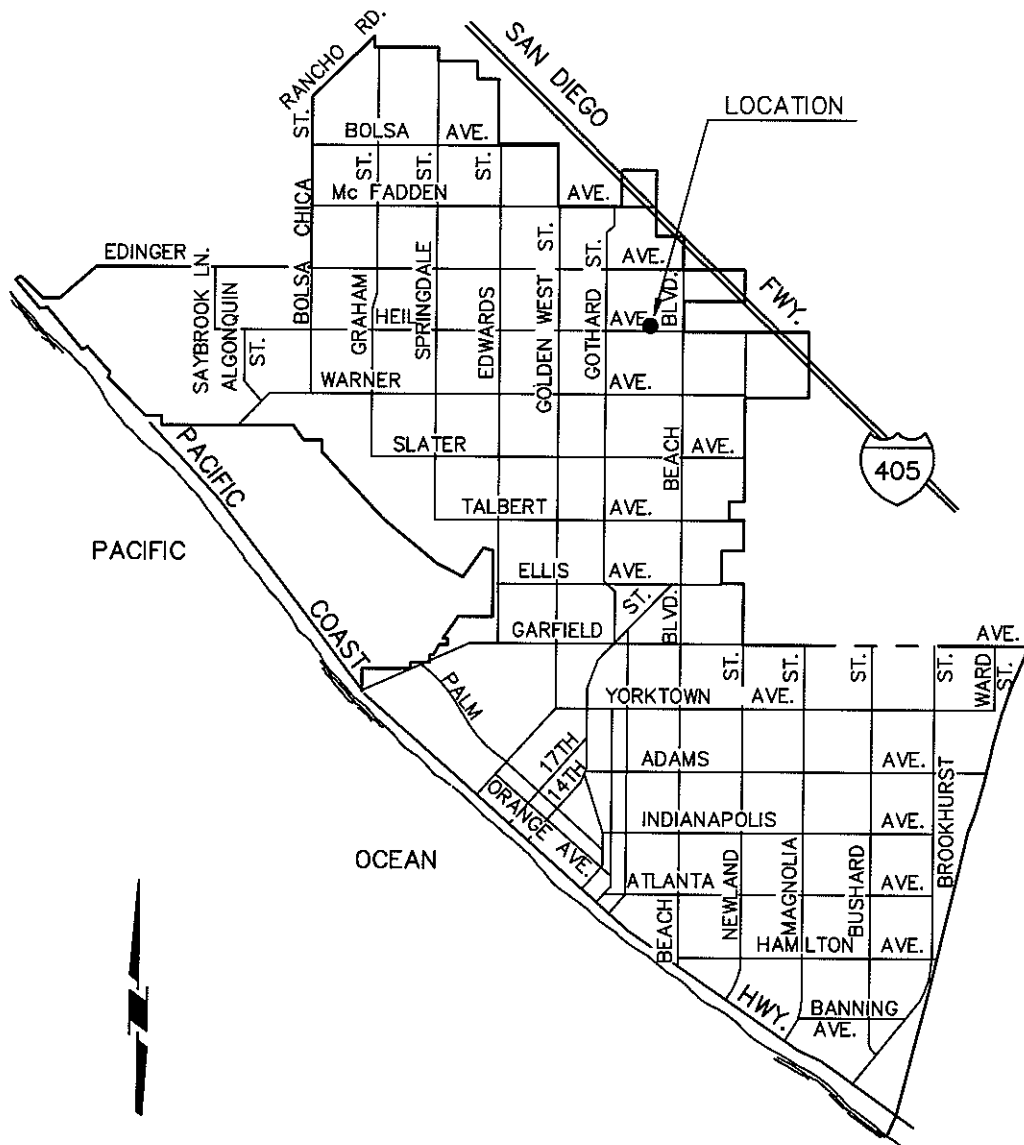 RANCHO RD.
SAN DIEGO
FWY.
LOCATION
BOLSA AVE.
ST.
ST.
ST.
ST.
Mc FADDEN AVE.
EDINGER AVE.
SAYBROOK LN.
ALGONQUIN ST.
BOLSA CHICA
GRAHAM
HEIL AVE.
SPRINGDALE
EDWARDS
GOLDEN WEST ST.
GOTHARD ST.
BLVD.
WARNER AVE.
SLATER AVE.
BEACH
405
TALBERT AVE.
PACIFIC
PACIFIC
COAST
ELLIS AVE.
ST.
BLVD.
GARFIELD AVE.
ST.
ST.
ST.
ST.
WARD ST.
PALM
YORKTOWN AVE.
17TH
14TH
ADAMS AVE.
ORANGE AVE.
INDIANAPOLIS AVE.
OCEAN
ATLANTA AVE.
BEACH
NEWLAND
MAGNOLIA
BUSHARD
BROOKHURST
HAMILTON AVE.
HWY.
BANNING
AVE.